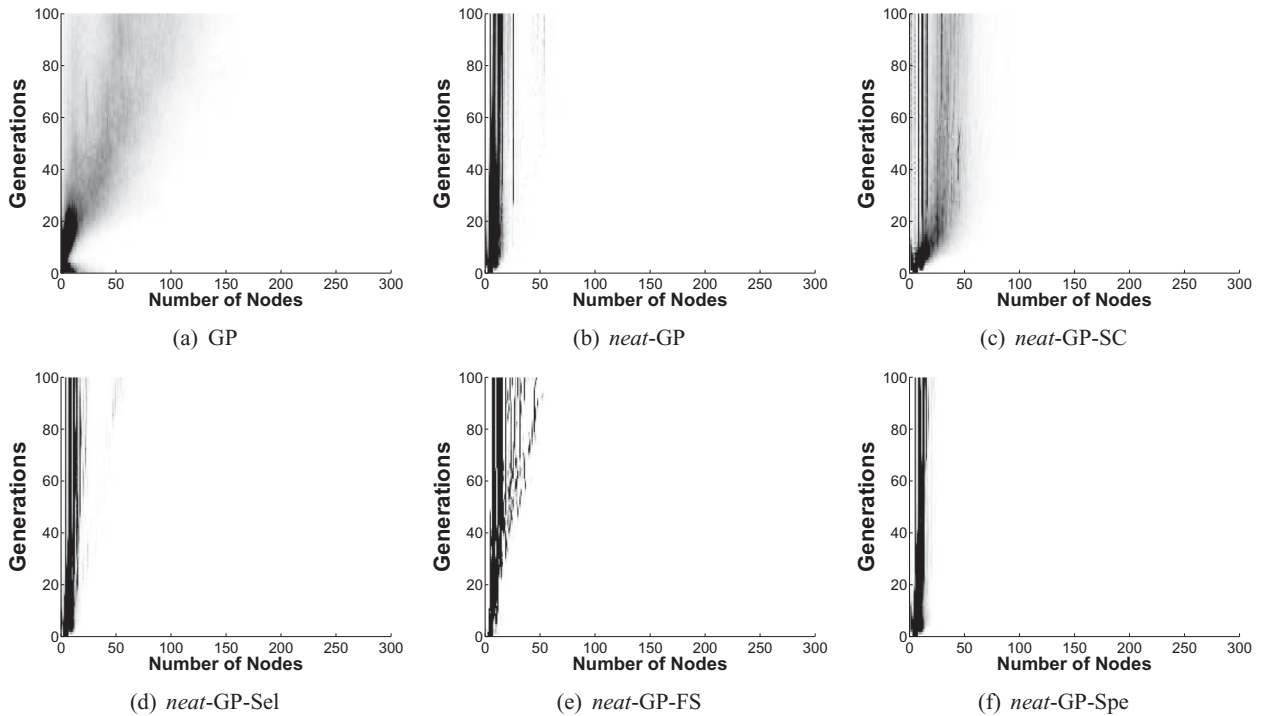 100
80
60
40
20
0
Generations
0 50 100 150 200 250 300
Number of Nodes
(a) GP
100
80
60
40
20
0
Generations
0 50 100 150 200 250 300
Number of Nodes
(b) neat-GP
100
80
60
40
20
0
Generations
0 50 100 150 200 250 300
Number of Nodes
(c) neat-GP-SC
100
80
60
40
20
0
Generations
0 50 100 150 200 250 300
Number of Nodes
(d) neat-GP-Sel
100
80
60
40
20
0
Generations
0 50 100 150 200 250 300
Number of Nodes
(e) neat-GP-FS
100
80
60
40
20
0
Generations
0 50 100 150 200 250 300
Number of Nodes
(f) neat-GP-Spe